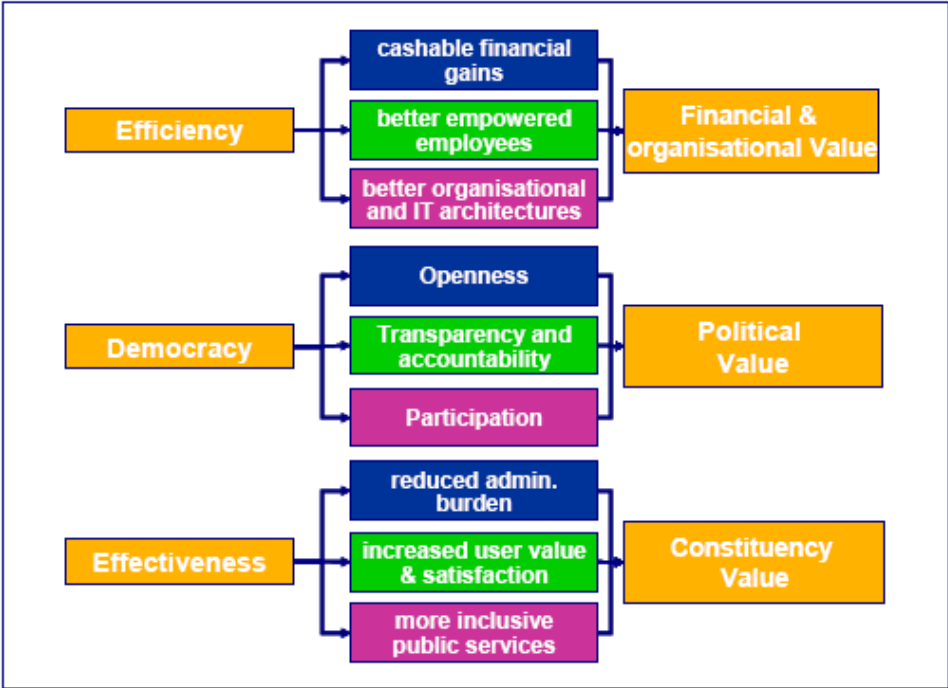 cashable financial
gains
Efficiency
better empowered
employees
Financial &
organisational Value
better organisational
and IT architectures
Openness
Democracy
Transparency and
accountability
Political
Value
Participation
reduced admin.
burden
Effectiveness
increased user value
& satisfaction
Constituency
Value
more inclusive
public services